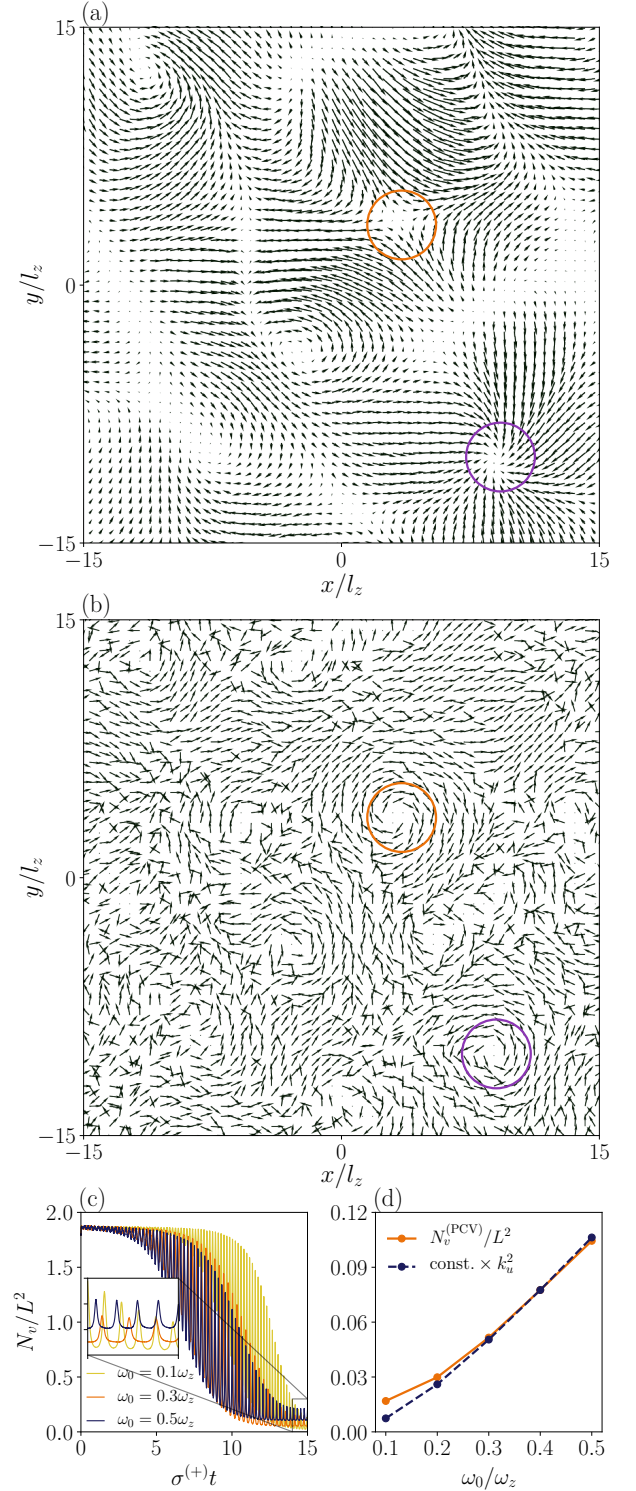 (a)
15
y/l_z
0
−15
−15 0 15
x/l_z
(b)
15
y/l_z
0
−15
−15 0 15
x/l_z
(c)
2.0
1.5
N_v/L^2
1.0
0.5
0.0
ω_0 = 0.1ω_z
ω_0 = 0.3ω_z
ω_0 = 0.5ω_z
0 5 10 15
σ^{(+)}t
(d)
0.12
0.09
0.06
0.03
0.00
N_v^{(PCV)}/L^2
const. × k_u^2
0.1 0.2 0.3 0.4 0.5
ω_0/ω_z